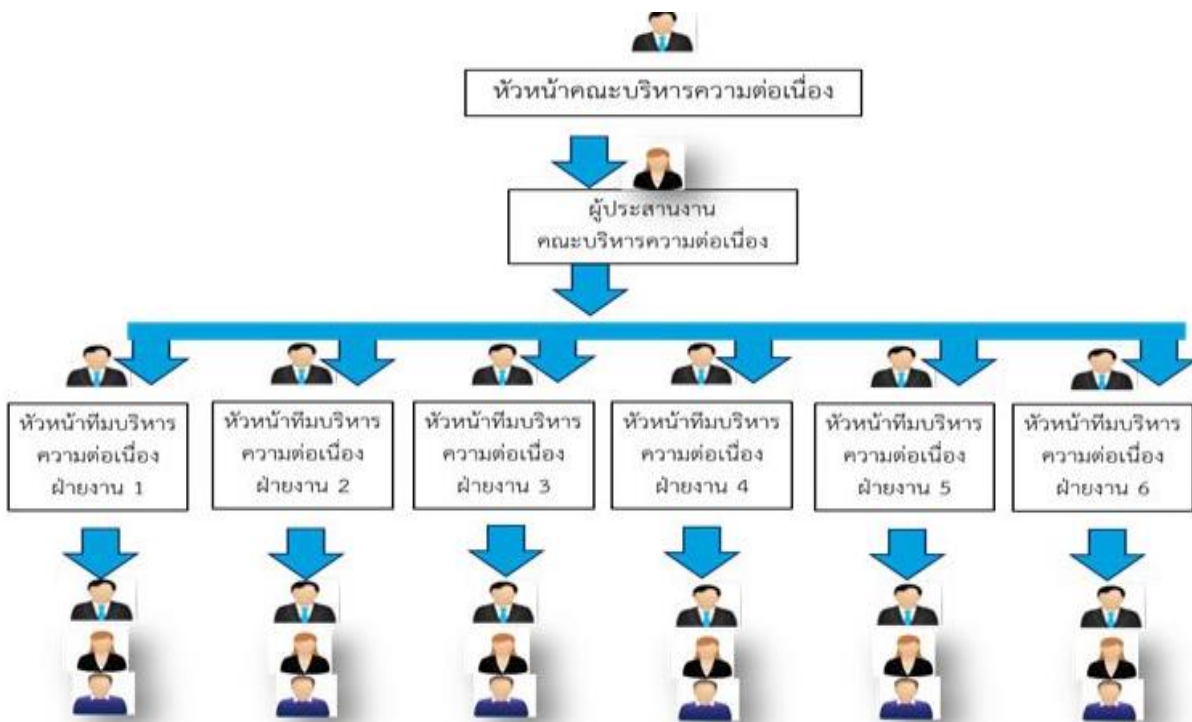 หัวหน้าคณะบริหารความต่อเนื่อง
ผู้ประสานงาน
คณะบริหารความต่อเนื่อง
หัวหน้าทีมบริหาร
ความต่อเนื่อง
ฝ่ายงาน 1
หัวหน้าทีมบริหาร
ความต่อเนื่อง
ฝ่ายงาน 2
หัวหน้าทีมบริหาร
ความต่อเนื่อง
ฝ่ายงาน 3
หัวหน้าทีมบริหาร
ความต่อเนื่อง
ฝ่ายงาน 4
หัวหน้าทีมบริหาร
ความต่อเนื่อง
ฝ่ายงาน 5
หัวหน้าทีมบริหาร
ความต่อเนื่อง
ฝ่ายงาน 6